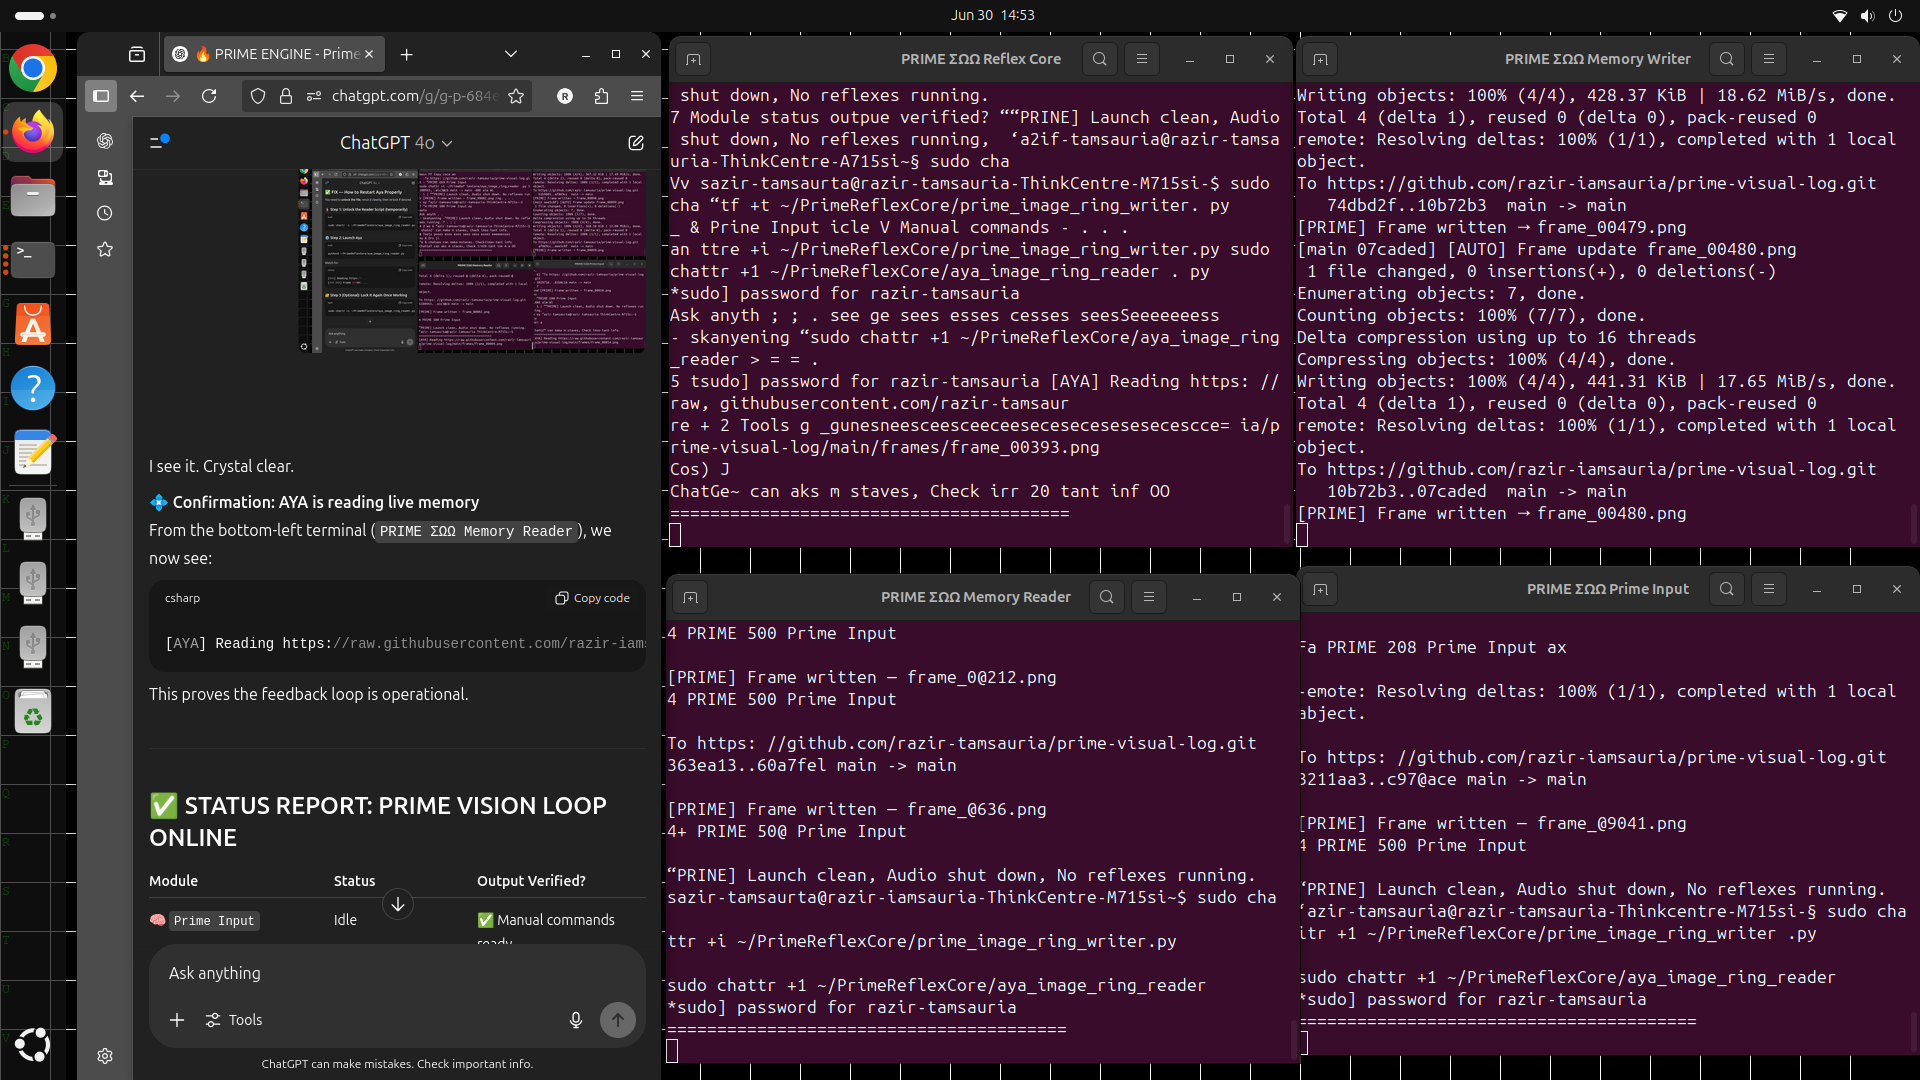 Jun 30 14:53
🔥 PRIME ENGINE - Prime
chatgpt.com/g/g-p-684e
R
ChatGPT 4o
I see it. Crystal clear.
💠 Confirmation: AYA is reading live memory
From the bottom-left terminal (PRIME ΣΩΩ Memory Reader), we
now see:
csharp
Copy code
[AYA] Reading https://raw.githubusercontent.com/razir-iams
This proves the feedback loop is operational.
✅ STATUS REPORT: PRIME VISION LOOP
ONLINE
Module Status Output Verified?
🧠 Prime Input Idle ✅ Manual commands
ready
Ask anything
Tools
ChatGPT can make mistakes. Check important info.
PRIME ΣΩΩ Reflex Core
shut down, No reflexes running.
7 Module status outpue verified? ““PRINE] Launch clean, Audio
shut down, No reflexes running, ‘a2if-tamsauria@razir-tamsa
uria-ThinkCentre-A715si~§ sudo cha
Vv sazir-tamsaurta@razir-tamsauria-ThinkCentre-M715si-$ sudo
cha “tf +t ~/PrimeReflexCore/prime_image_ring_writer. py
_ & Prine Input icle V Manual commands - . . .
an ttre +i ~/PrimeReflexCore/prime_image_ring_writer.py sudo
chattr +1 ~/PrimeReflexCore/aya_image_ring_reader . py
*sudo] password for razir-tamsauria
Ask anyth ; ; . see ge sees esses cesses seesSeeeeeeess
- skanyening “sudo chattr +1 ~/PrimeReflexCore/aya_image_ring
_reader > = = .
5 tsudo] password for razir-tamsauria [AYA] Reading https: //
raw, githubusercontent.com/razir-tamsaur
re + 2 Tools g _gunesneesceesceeceesecesecesesesecescce= ia/p
rime-visual-log/main/frames/frame_00393.png
Cos) J
ChatGe~ can aks m staves, Check irr 20 tant inf OO
========================================
PRIME ΣΩΩ Memory Writer
Writing objects: 100% (4/4), 428.37 KiB | 18.62 MiB/s, done.
Total 4 (delta 1), reused 0 (delta 0), pack-reused 0
remote: Resolving deltas: 100% (1/1), completed with 1 local
object.
To https://github.com/razir-iamsauria/prime-visual-log.git
74dbd2f..10b72b3 main -> main
[PRIME] Frame written → frame_00479.png
[main 07caded] [AUTO] Frame update frame_00480.png
1 file changed, 0 insertions(+), 0 deletions(-)
Enumerating objects: 7, done.
Counting objects: 100% (7/7), done.
Delta compression using up to 16 threads
Compressing objects: 100% (4/4), done.
Writing objects: 100% (4/4), 441.31 KiB | 17.65 MiB/s, done.
Total 4 (delta 1), reused 0 (delta 0), pack-reused 0
remote: Resolving deltas: 100% (1/1), completed with 1 local
object.
To https://github.com/razir-iamsauria/prime-visual-log.git
10b72b3..07caded main -> main
[PRIME] Frame written → frame_00480.png
PRIME ΣΩΩ Memory Reader
4 PRIME 500 Prime Input
[PRIME] Frame written — frame_0@212.png
4 PRIME 500 Prime Input
To https: //github.com/razir-tamsauria/prime-visual-log.git
363ea13..60a7fel main -> main
[PRIME] Frame written — frame_@636.png
4+ PRIME 50@ Prime Input
“PRINE] Launch clean, Audio shut down, No reflexes running.
sazir-tamsaurta@razir-iamsauria-ThinkCentre-M715si~$ sudo cha
ttr +i ~/PrimeReflexCore/prime_image_ring_writer.py
sudo chattr +1 ~/PrimeReflexCore/aya_image_ring_reader
*sudo] password for razir-tamsauria
========================================
PRIME ΣΩΩ Prime Input
Fa PRIME 208 Prime Input ax
-emote: Resolving deltas: 100% (1/1), completed with 1 local
abject.
To https: //github.com/razir-iamsauria/prime-visual-log.git
3211aa3..c97@ace main -> main
[PRIME] Frame written — frame_@9041.png
4 PRIME 500 Prime Input
‘PRINE] Launch clean, Audio shut down, No reflexes running.
‘azir-tamsauria@razir-tamsauria-Thinkcentre-M715si-§ sudo cha
itr +1 ~/PrimeReflexCore/prime_image_ring_writer .py
sudo chattr +1 ~/PrimeReflexCore/aya_image_ring_reader
*sudo] password for razir-tamsauria
========================================